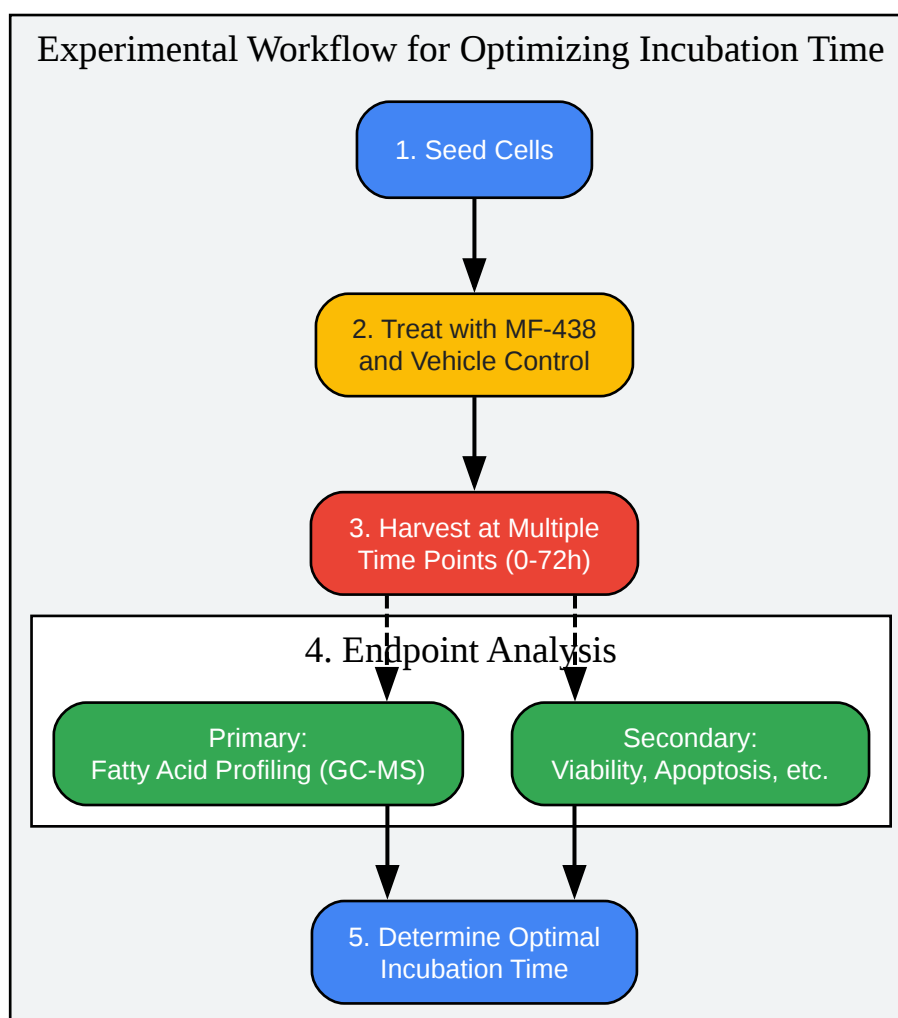 Experimental Workflow for Optimizing Incubation Time
1. Seed Cells
2. Treat with MF-438
and Vehicle Control
3. Harvest at Multiple
Time Points (0-72h)
4. Endpoint Analysis
Primary:
Fatty Acid Profiling (GC-MS)
Secondary:
Viability, Apoptosis, etc.
5. Determine Optimal
Incubation Time